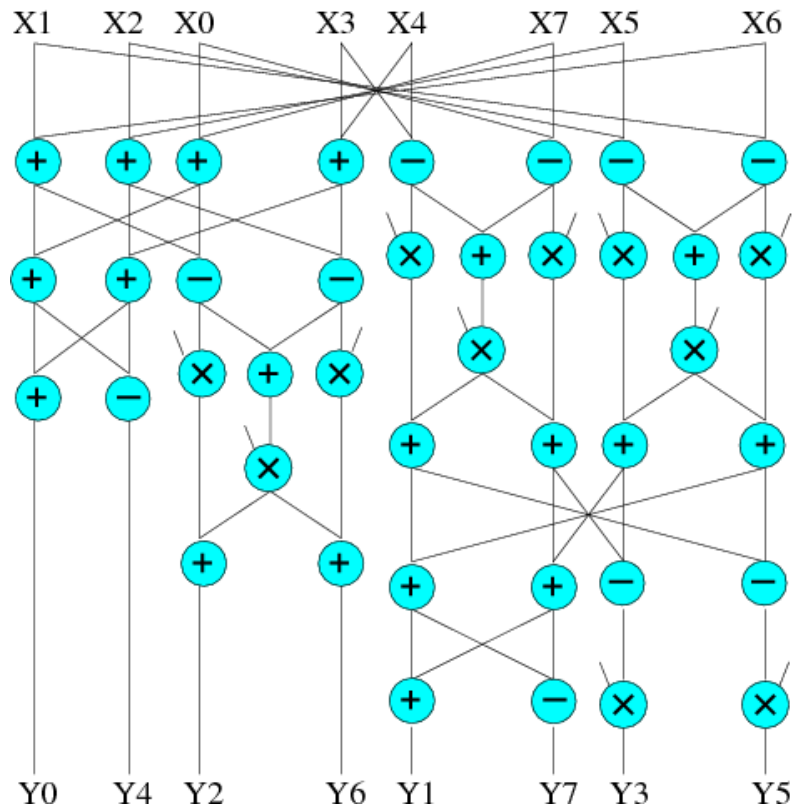 X1 X2 X0 X3 X4 X7 X5 X6
+ + + + − − − −
× + × × + ×
+ + − −
× ×
× + ×
+ −
+ + + +
×
+ +
+ + − −
+ − × ×
Y0 Y4 Y2 Y6 Y1 Y7 Y3 Y5